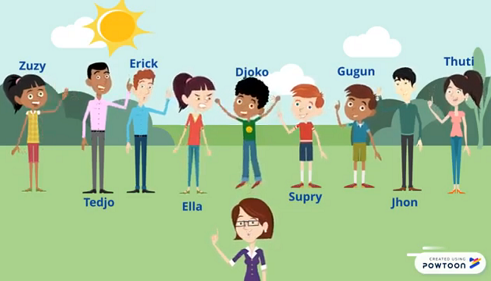 Zuzy
Erick
Djoko
Gugun
Thuti
Tedjo
Ella
Supry
Jhon
CREATED USING
POWTOON